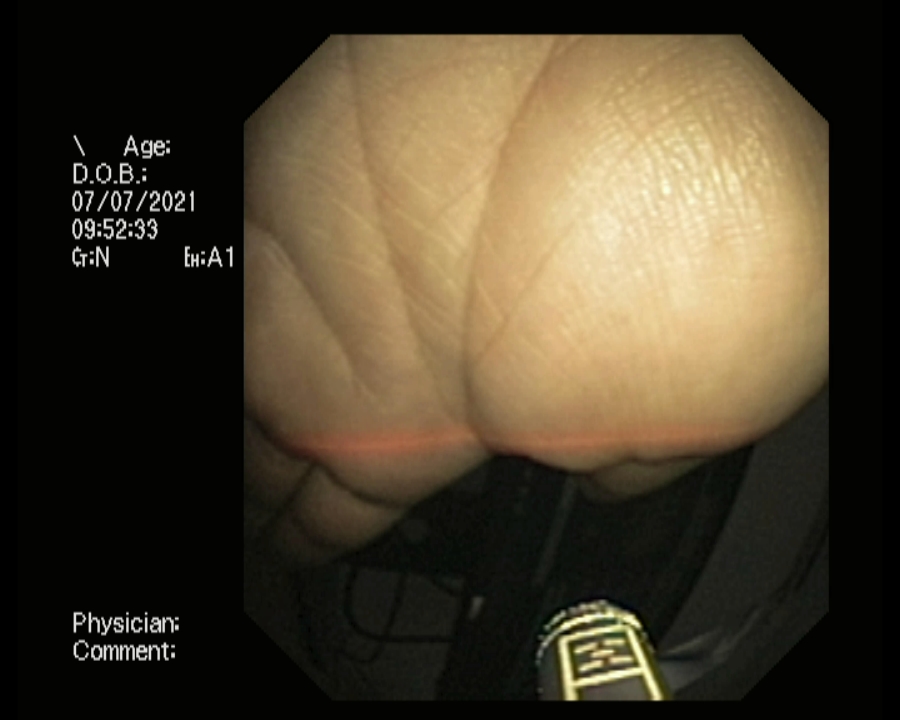 \ Age:
D.O.B.:
07/07/2021
09:52:33
Cr:N Eh:A1
Physician:
Comment: